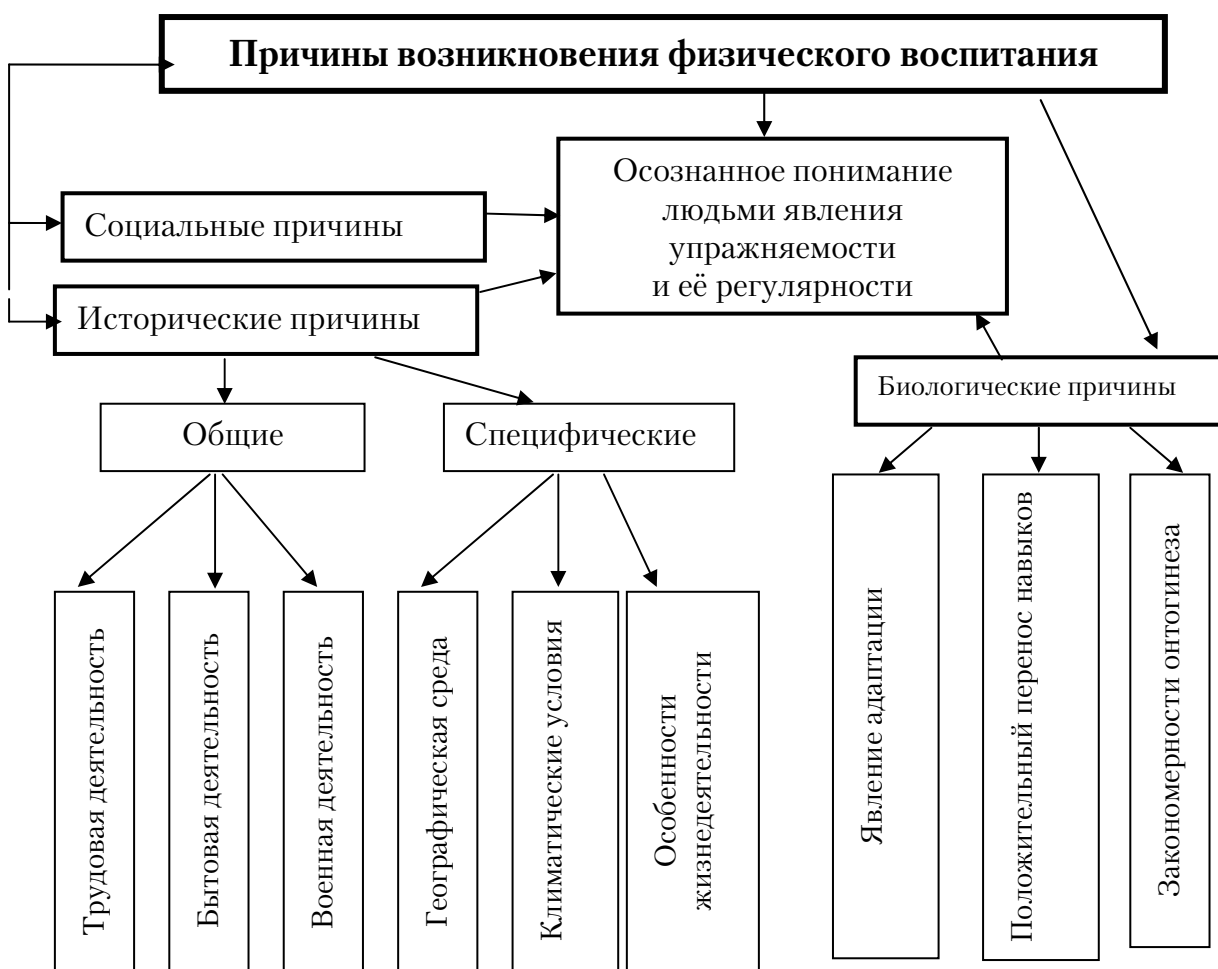 Причины возникновения физического воспитания
Осознанное понимание
людьми явления
упражняемости
и её регулярности
Социальные причины
Исторические причины
Биологические причины
Общие
Специфические
Трудовая деятельность
Бытовая деятельность
Военная деятельность
Географическая среда
Климатические условия
Особенности
жизнедеятельности
Явление адаптации
Положительный перенос навыков
Закономерности онтогинеза